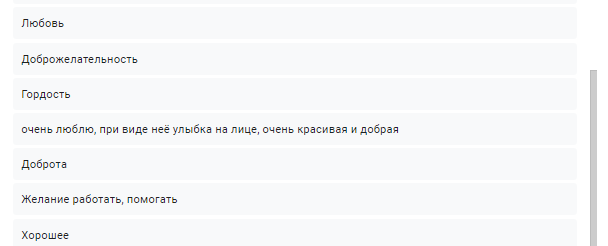 Любовь
Доброжелательность
Гордость
очень люблю, при виде неё улыбка на лице, очень красивая и добрая
Доброта
Желание работать, помогать
Хорошее